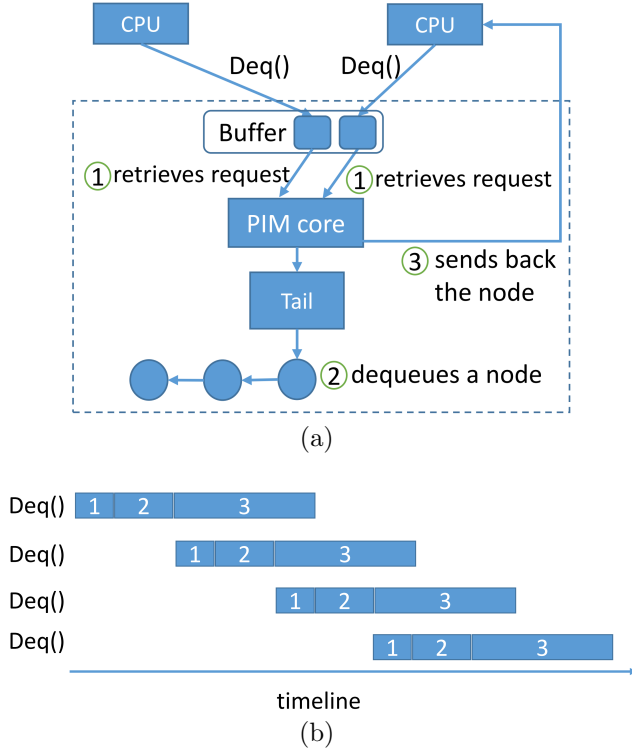 CPU
CPU
Deq()
Deq()
Buffer
1 retrieves request
1 retrieves request
PIM core
3 sends back
the node
Tail
2 dequeues a node
(a)
Deq() 1 2 3
Deq() 1 2 3
Deq() 1 2 3
Deq() 1 2 3
timeline
(b)